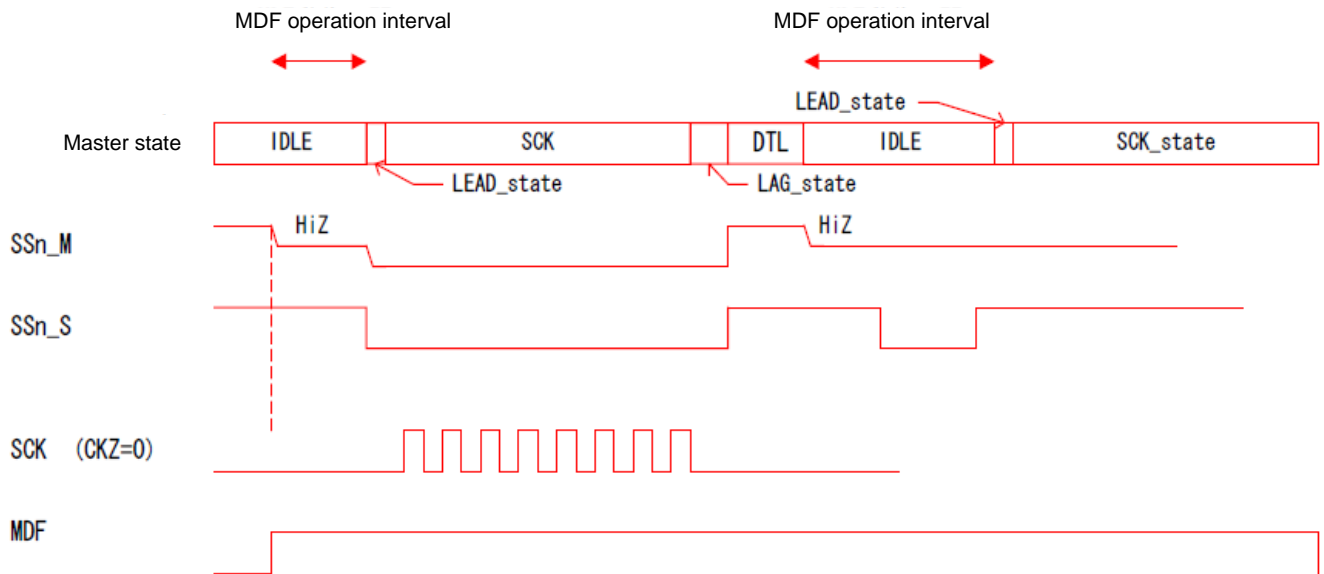 MDF operation interval MDF operation interval
LEAD_state
Master state IDLE SCK DTL IDLE SCK_state
LEAD_state LAG_state
HiZ HiZ
SSn_M
SSn_S
SCK (CKZ=0)
MDF